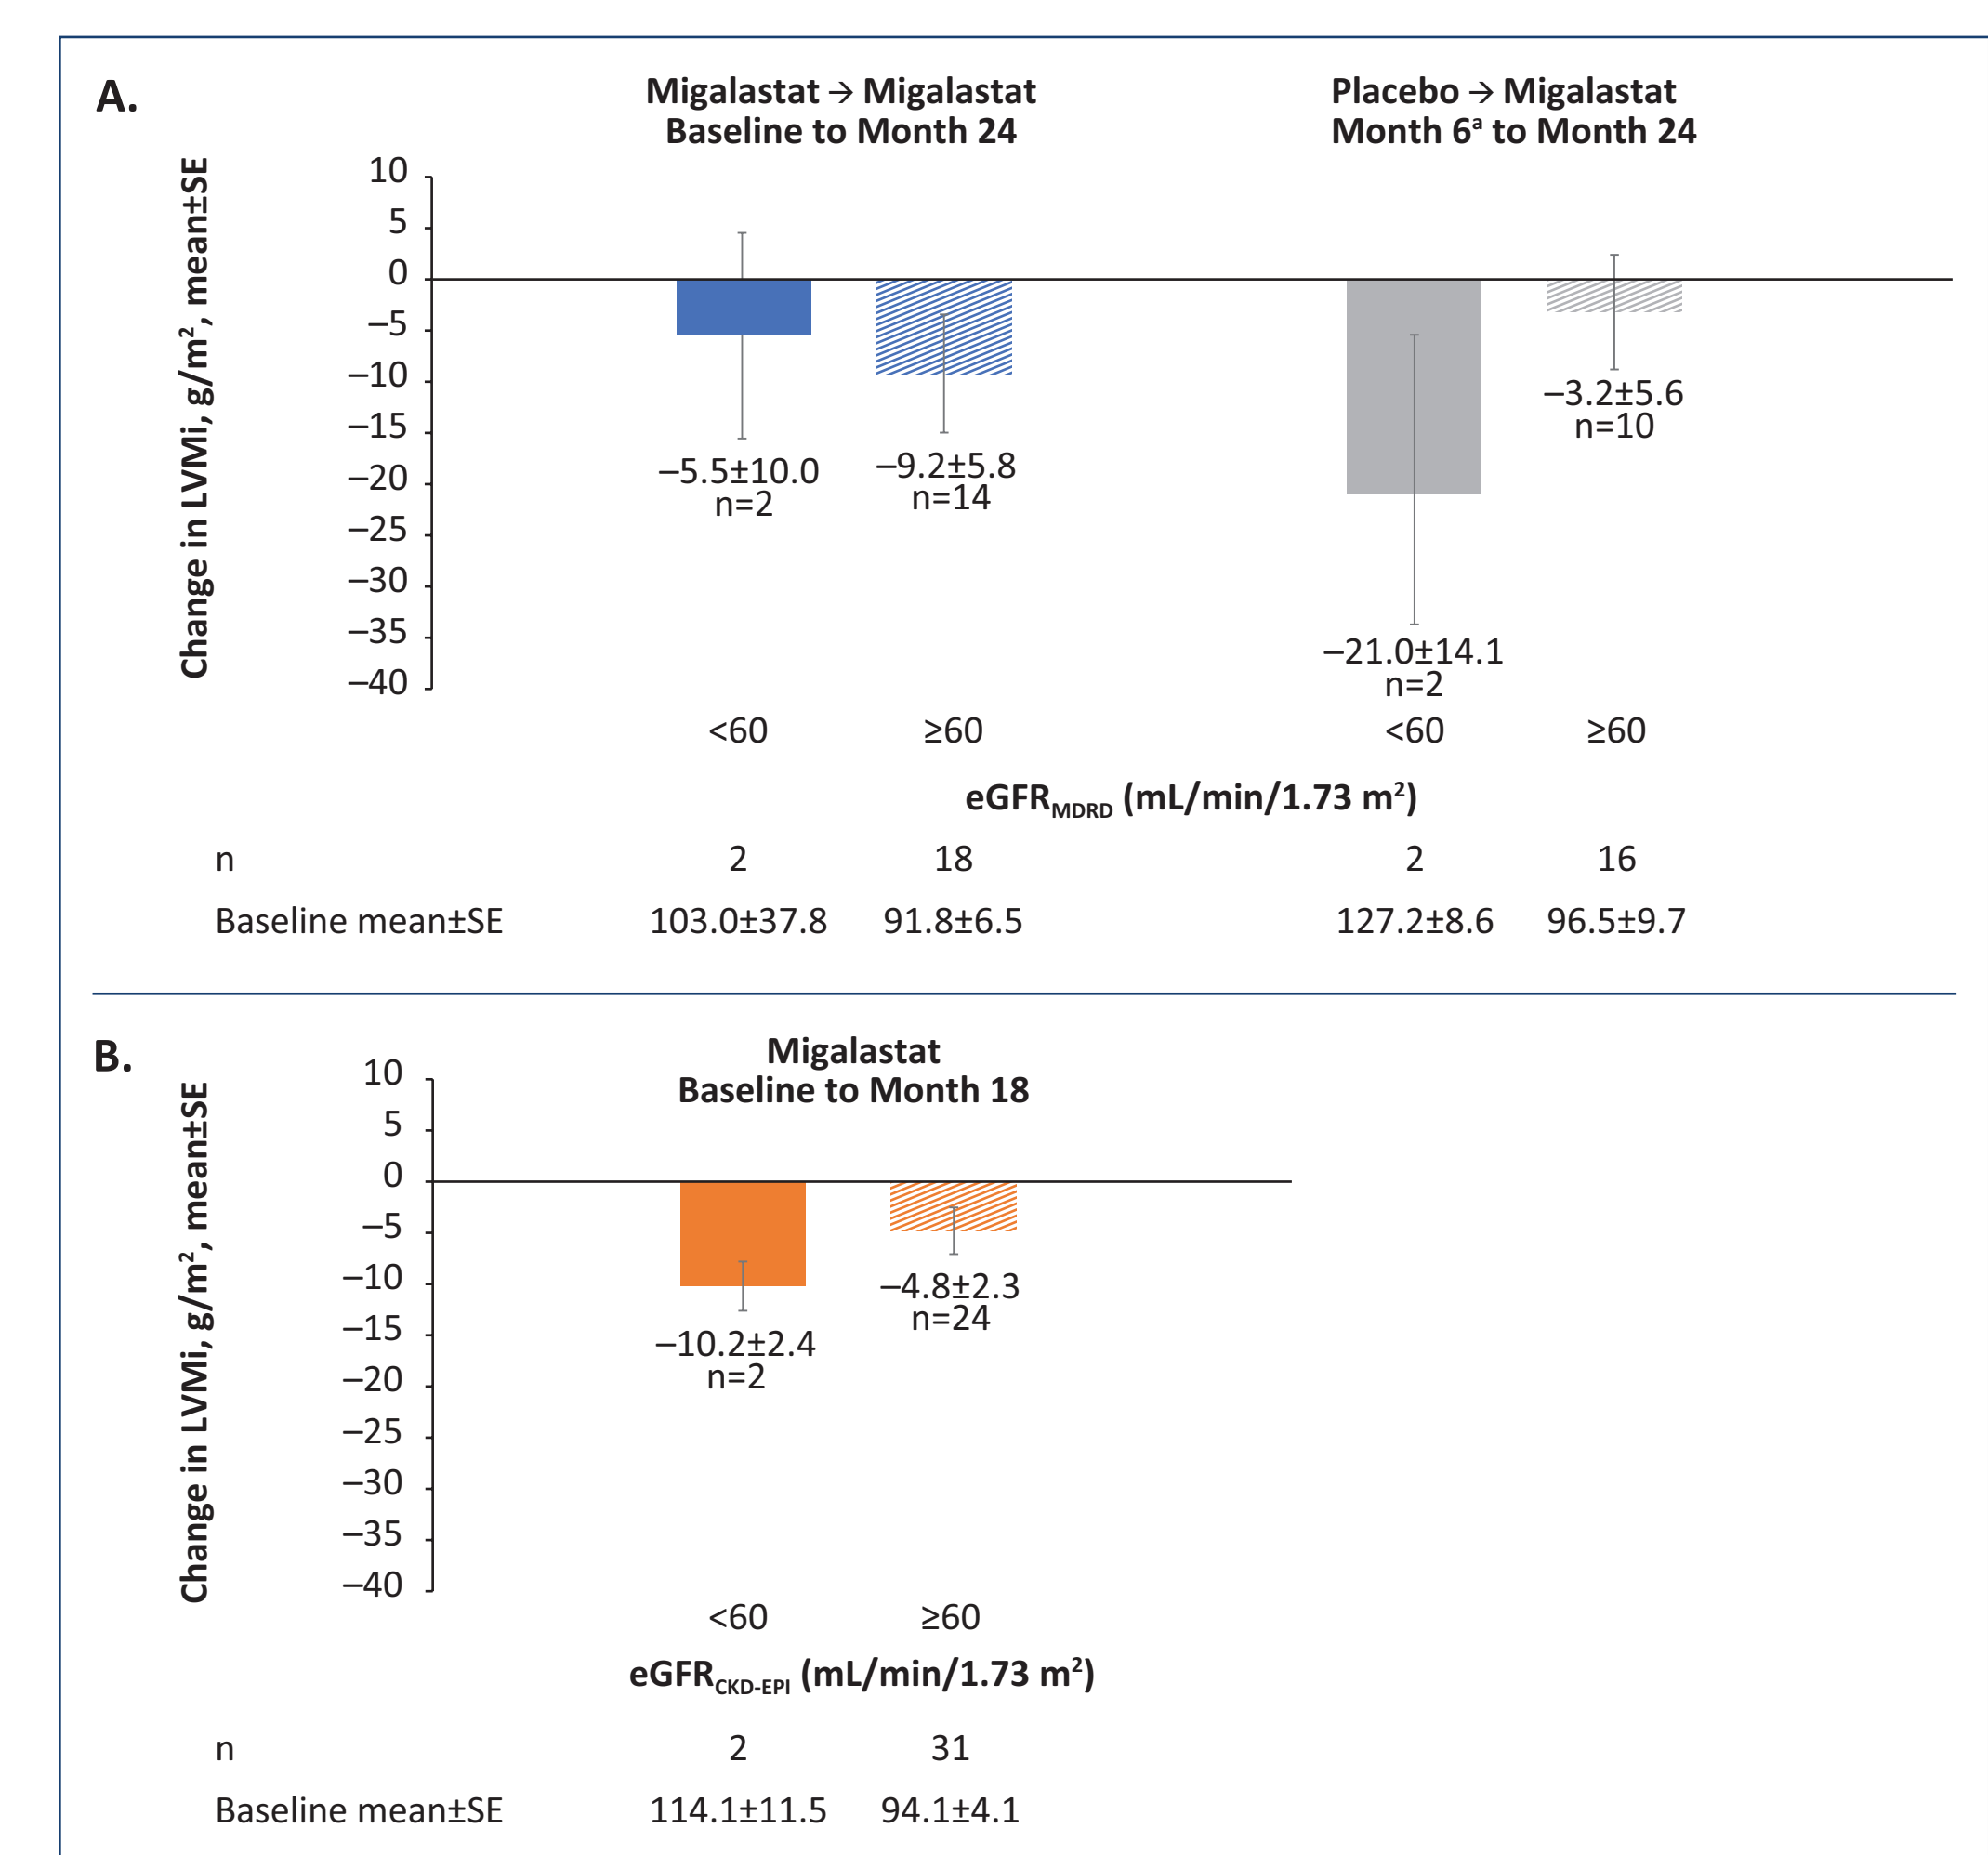 A.
Migalastat → Migalastat
Baseline to Month 24
Placebo → Migalastat
Month 6ᵃ to Month 24
Change in LVMi, g/m², mean±SE
10
5
0
–5
–10
–15
–20
–25
–30
–35
–40
–5.5±10.0
n=2
–9.2±5.8
n=14
–21.0±14.1
n=2
–3.2±5.6
n=10
<60 ≥60 <60 ≥60
eGFR_MDRD (mL/min/1.73 m²)
n 2 18 2 16
Baseline mean±SE 103.0±37.8 91.8±6.5 127.2±8.6 96.5±9.7
B.
Migalastat
Baseline to Month 18
Change in LVMi, g/m², mean±SE
10
5
0
–5
–10
–15
–20
–25
–30
–35
–40
–10.2±2.4
n=2
–4.8±2.3
n=24
<60 ≥60
eGFR_CKD-EPI (mL/min/1.73 m²)
n 2 31
Baseline mean±SE 114.1±11.5 94.1±4.1